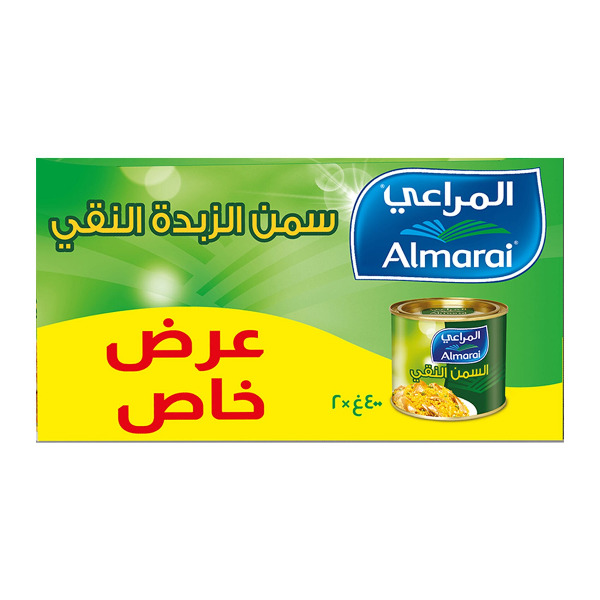 المراعي
Almarai
سمن الزبدة النقي
عرض
خاص
٤٠٠غ × ٢
المراعي
Almarai
السمن النقي